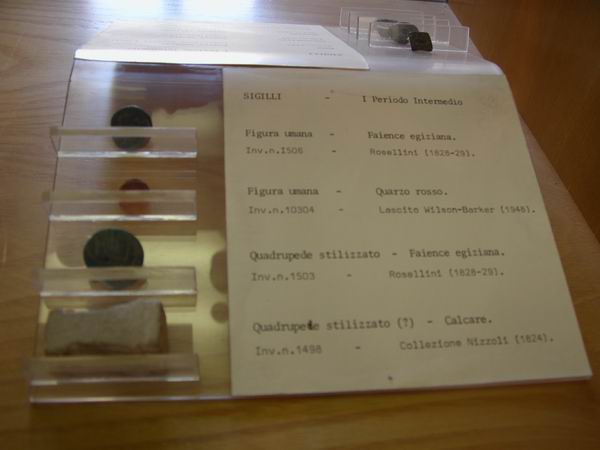 SIGILLI - I Periodo Intermedio
Figura umana - Faience egiziana.
Inv.n.1506 - Rosellini (1828-29).
Figura umana - Quarzo rosso.
Inv.n.10304 - Lascito Wilson-Barker (1948).
Quadrupede stilizzato - Faience egiziana.
Inv.n.1503 - Rosellini (1828-29).
Quadrupede stilizzato (?) - Calcare.
Inv.n.1498 - Collezione Nizzoli (1824).